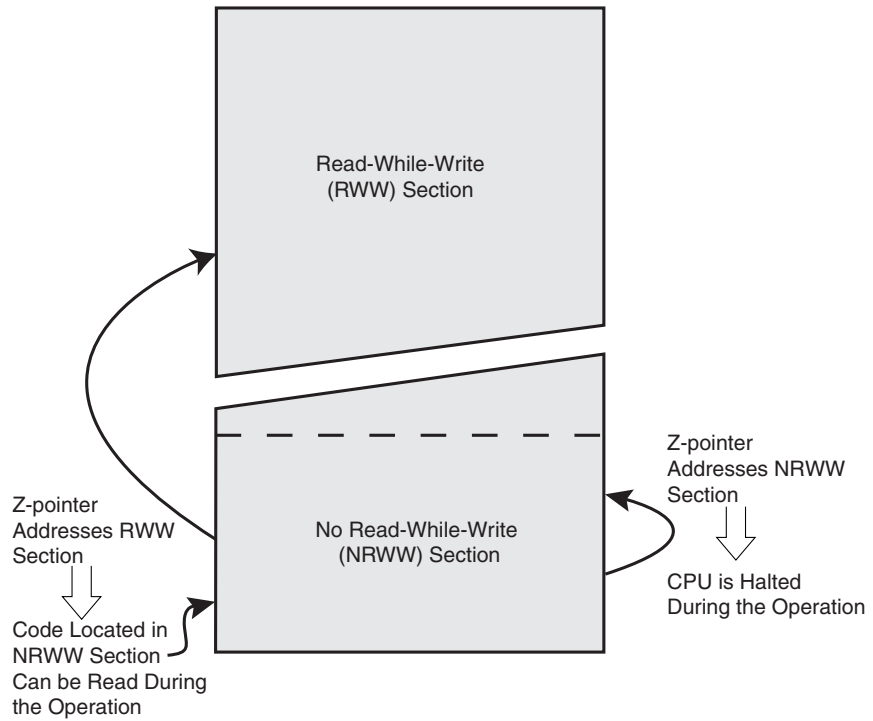 Read-While-Write
(RWW) Section
Z-pointer
Addresses NRWW
Section
Z-pointer
Addresses RWW
Section
No Read-While-Write
(NRWW) Section
CPU is Halted
During the Operation
Code Located in
NRWW Section
Can be Read During
the Operation